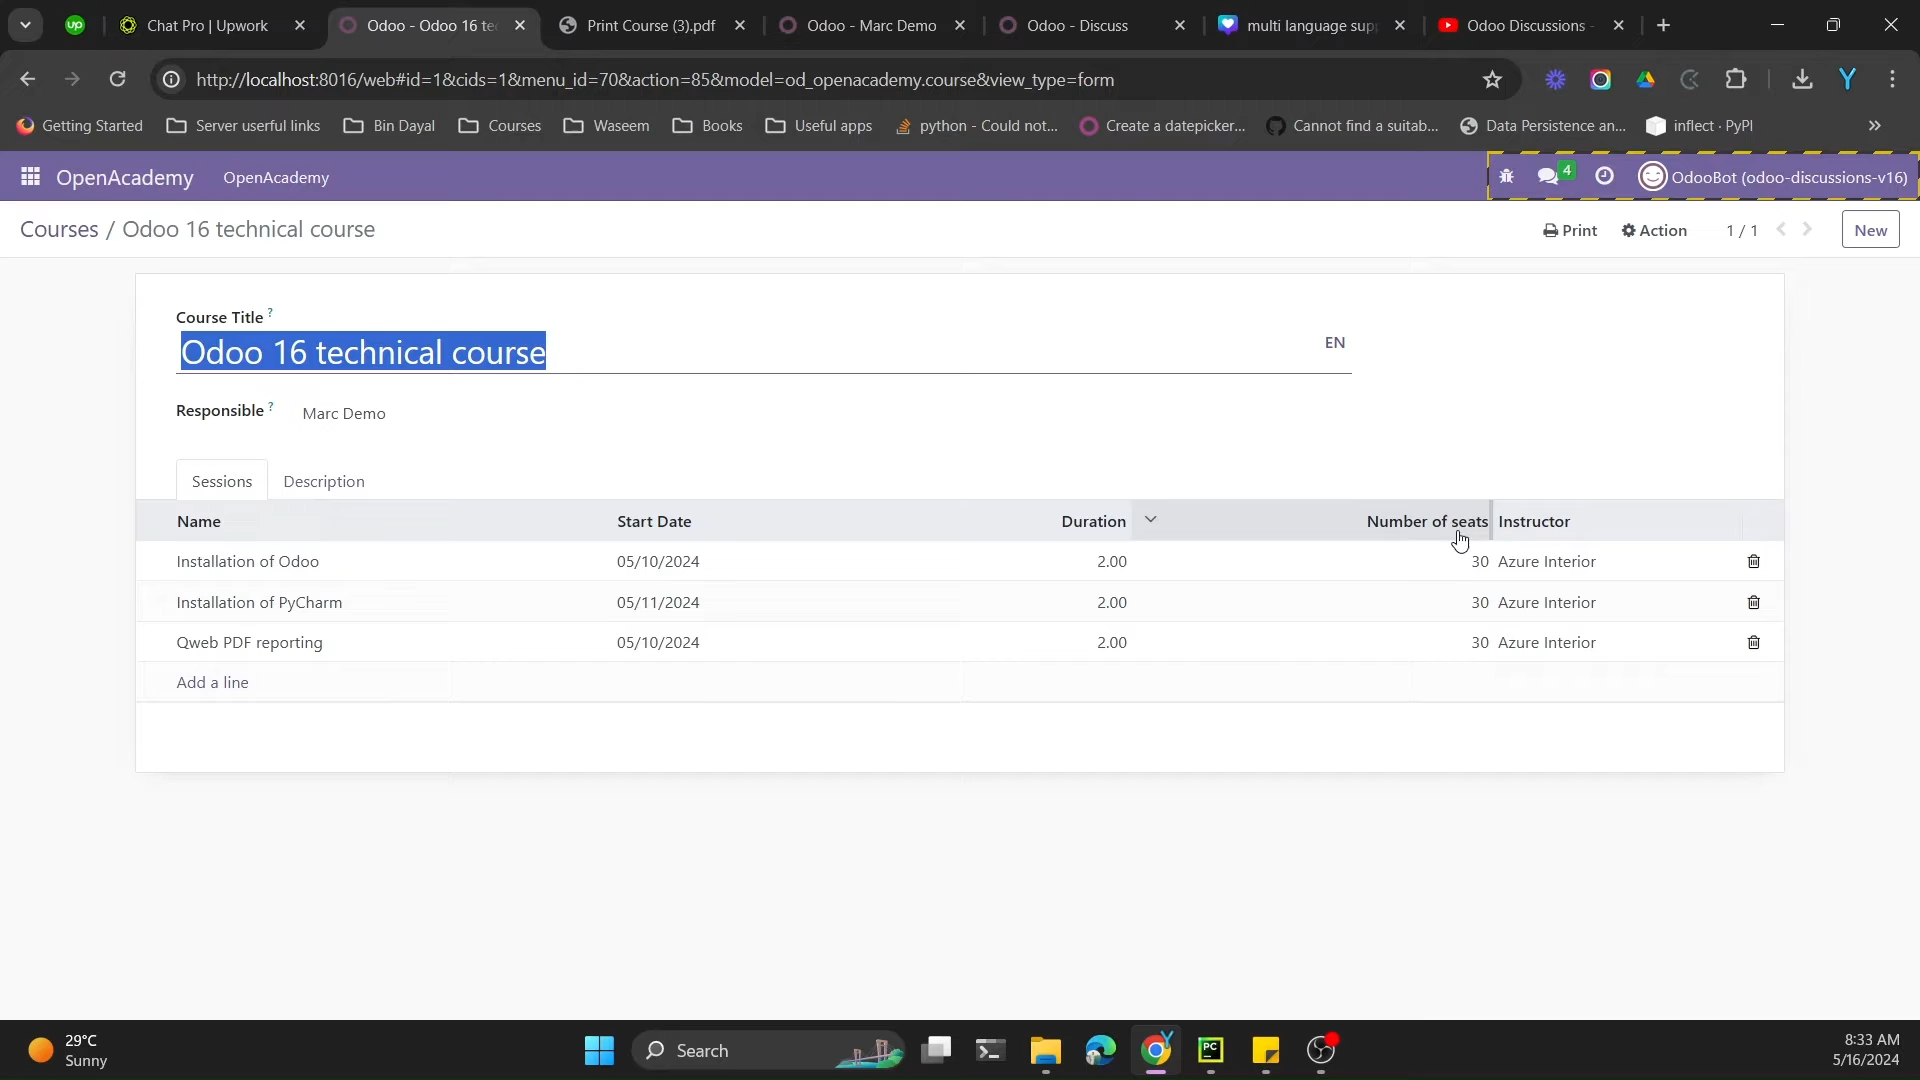 up Chat Pro | Upwork Odoo - Odoo 16 te Print Course (3).pdf Odoo - Marc Demo Odoo - Discuss multi language sup Odoo Discussions -
http://localhost:8016/web#id=1&cids=1&menu_id=70&action=85&model=od_openacademy.course&view_type=form Y
Getting Started Server userful links Bin Dayal Courses Waseem Books Useful apps python - Could not... Create a datepicker... Cannot find a suitab... Data Persistence an... inflect · PyPI »
OpenAcademy OpenAcademy 4 OdooBot (odoo-discussions-v16)
Courses / Odoo 16 technical course Print Action 1 / 1 New
Course Title ?
Odoo 16 technical course EN
Responsible ? Marc Demo
Sessions Description
Name Start Date Duration Number of seats Instructor
Installation of Odoo 05/10/2024 2.00 30 Azure Interior
Installation of PyCharm 05/11/2024 2.00 30 Azure Interior
Qweb PDF reporting 05/10/2024 2.00 30 Azure Interior
Add a line
29°C
Sunny
Search
PC
8:33 AM
5/16/2024